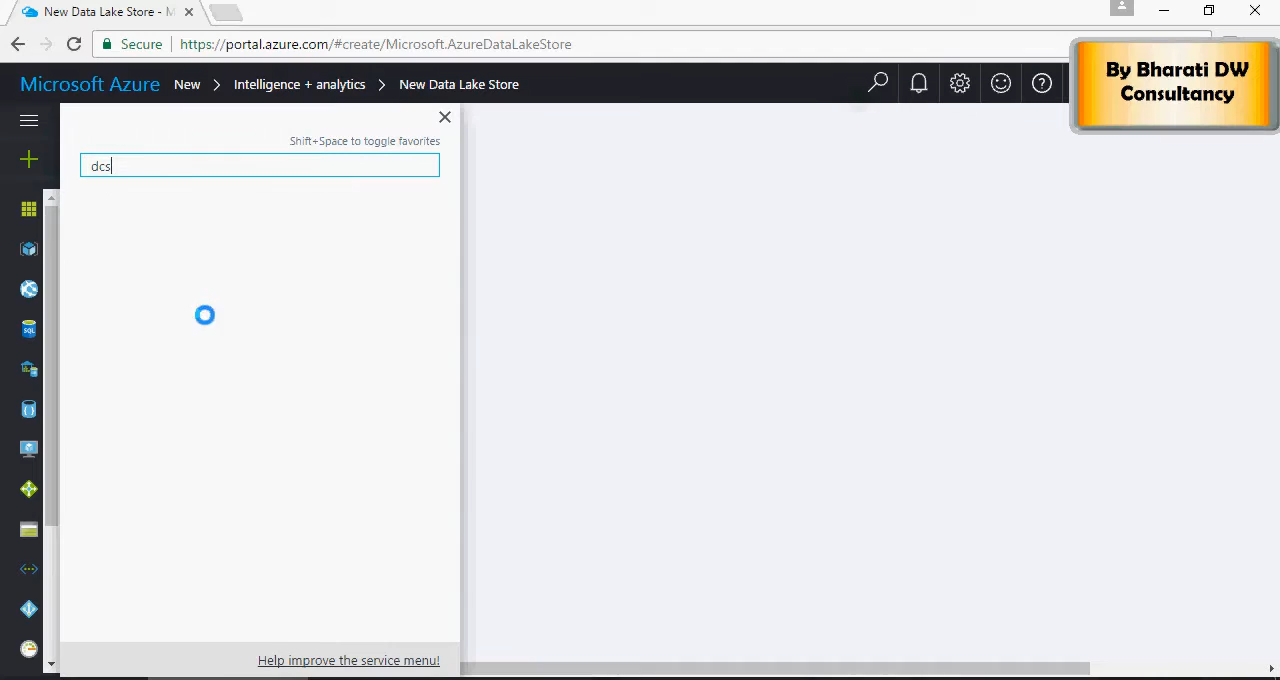 New Data Lake Store - M
Secure
https://portal.azure.com/#create/Microsoft.AzureDataLakeStore
By Bharati DW
Consultancy
Microsoft Azure New > Intelligence + analytics > New Data Lake Store
Shift+Space to toggle favorites
dcs
SQL
Help improve the service menu!